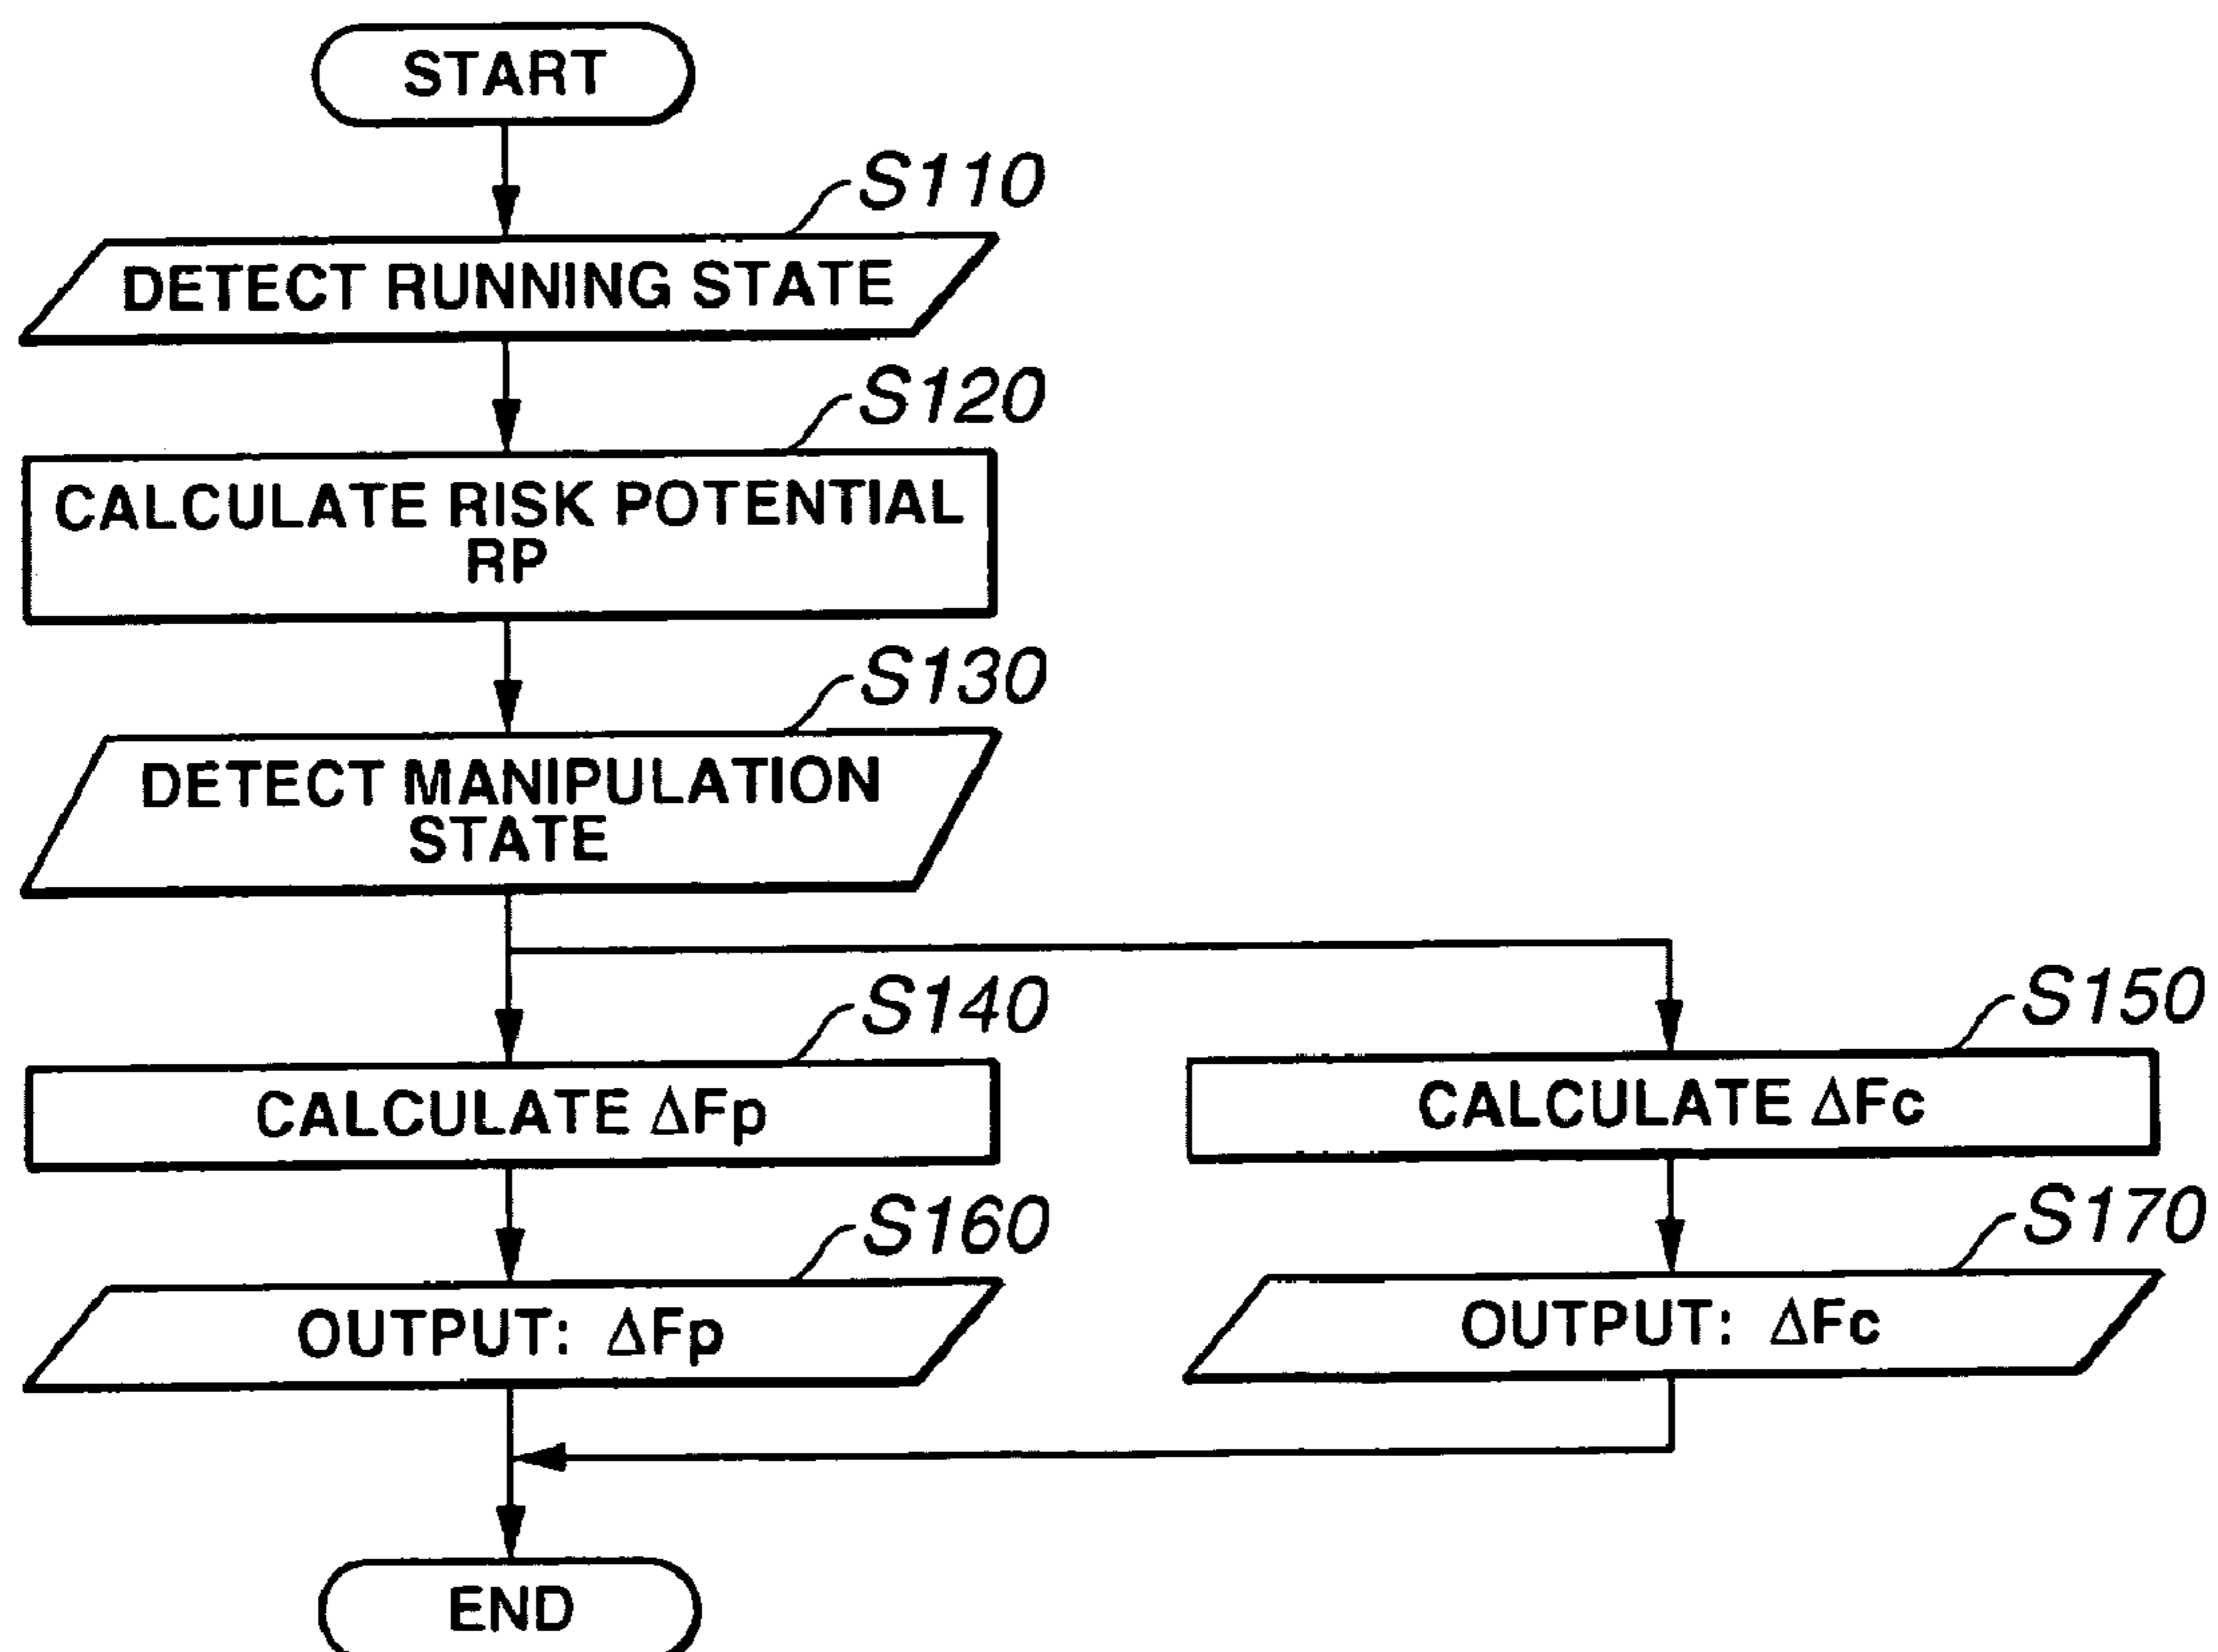 START
S110
DETECT RUNNING STATE
S120
CALCULATE RISK POTENTIAL
RP
S130
DETECT MANIPULATION
STATE
S140
CALCULATE ΔFp
S150
CALCULATE ΔFc
S160
OUTPUT: ΔFp
S170
OUTPUT: ΔFc
END